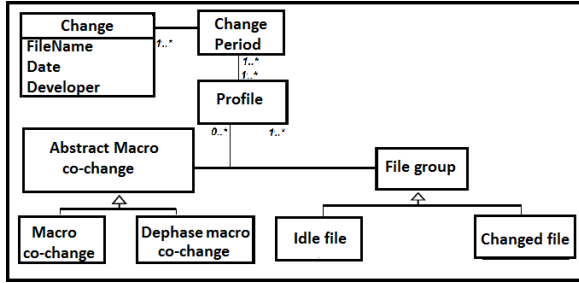 Change
FileName
Date
Developer
1..*
Change
Period
1..*
1..*
Profile
0..*
1..*
Abstract Macro
co-change
File group
Macro
co-change
Dephase macro
co-change
Idle file
Changed file